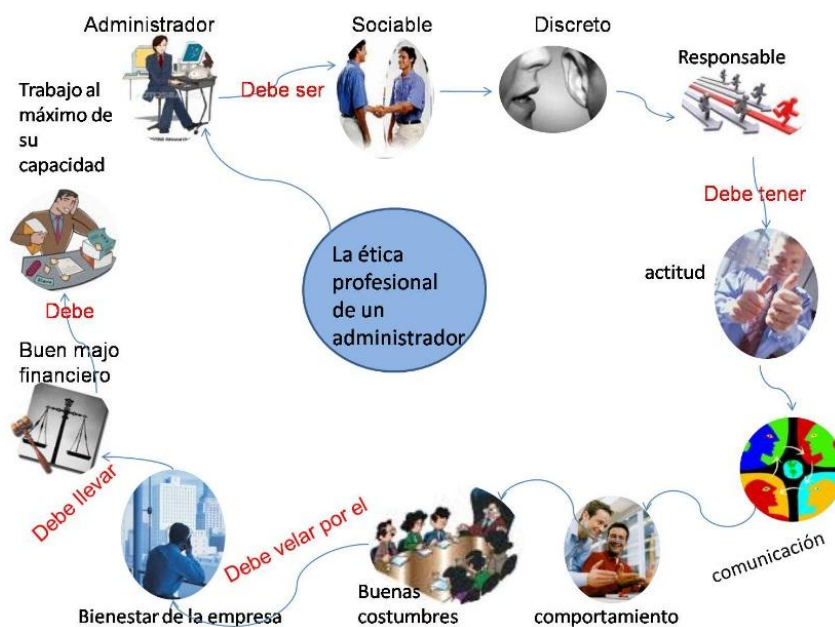 Administrador
Debe ser
Sociable
Discreto
Responsable
Debe tener
actitud
comunicación
comportamiento
Buenas
costumbres
Debe velar por el
Bienestar de la empresa
Debe llevar
Buen majo
financiero
Debe
Trabajo al
máximo de
su
capacidad
La ética
profesional
de un
administrador